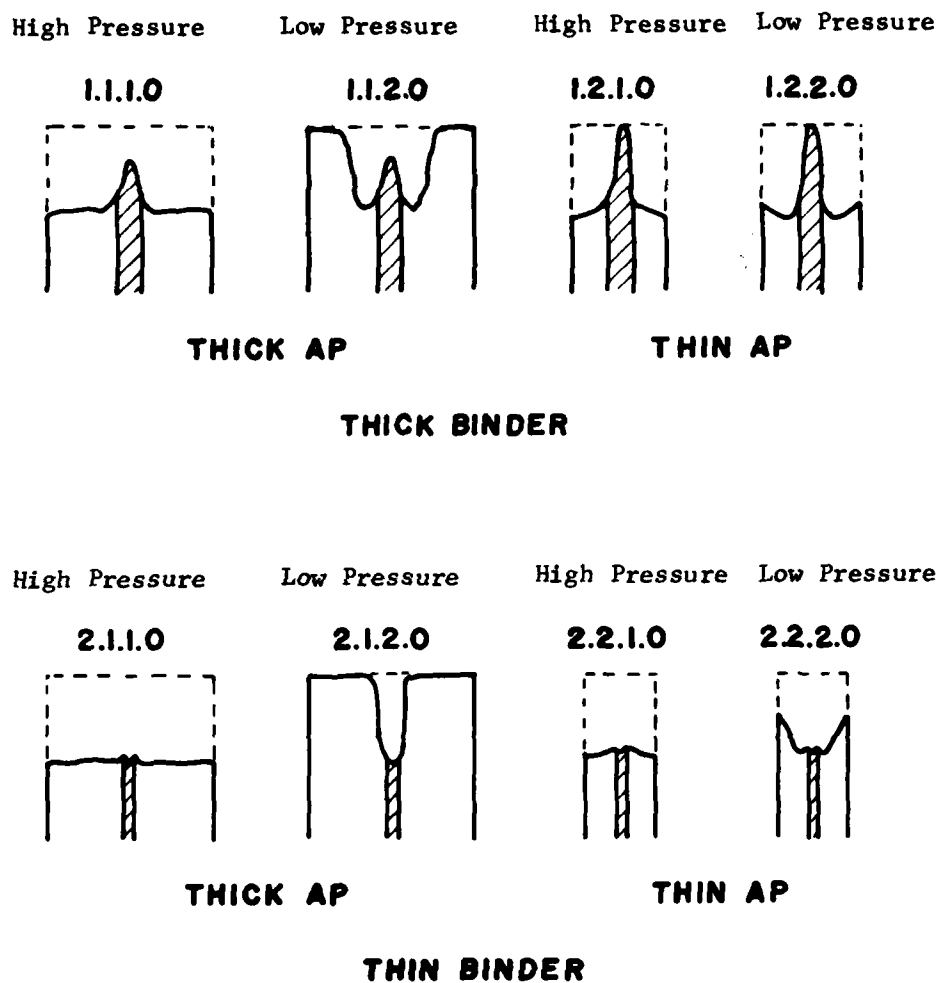 High Pressure Low Pressure High Pressure Low Pressure
1.1.1.0 1.1.2.0 1.2.1.0 1.2.2.0
THICK AP THIN AP
THICK BINDER
High Pressure Low Pressure High Pressure Low Pressure
2.1.1.0 2.1.2.0 2.2.1.0 2.2.2.0
THICK AP THIN AP
THIN BINDER